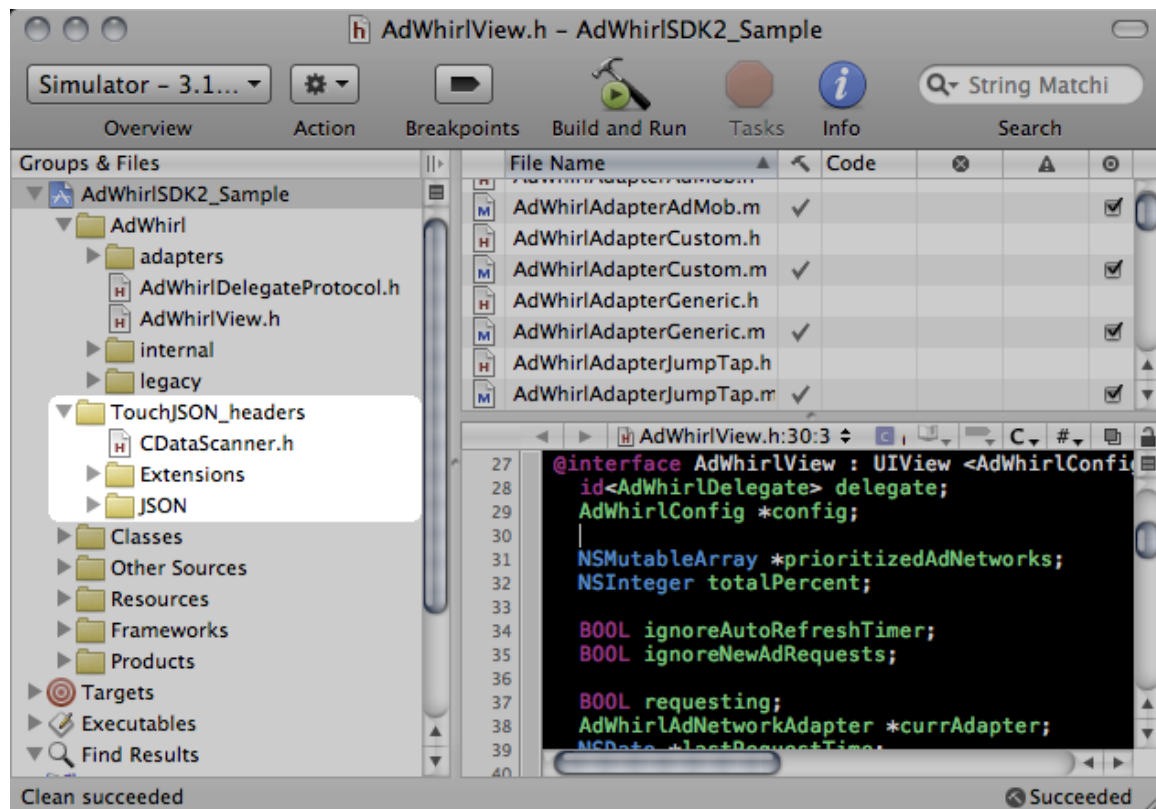 AdWhirlView.h – AdWhirlSDK2_Sample
Simulator – 3.1...
String Matchi
Overview
Action
Breakpoints
Build and Run
Tasks
Info
Search
Groups & Files
AdWhirlSDK2_Sample
AdWhirl
adapters
AdWhirlDelegateProtocol.h
AdWhirlView.h
internal
legacy
TouchJSON_headers
CDataScanner.h
Extensions
JSON
Classes
Other Sources
Resources
Frameworks
Products
Targets
Executables
Find Results
File Name
Code
AdWhirlAdapterAdMob.h
AdWhirlAdapterAdMob.m
AdWhirlAdapterCustom.h
AdWhirlAdapterCustom.m
AdWhirlAdapterGeneric.h
AdWhirlAdapterGeneric.m
AdWhirlAdapterJumpTap.h
AdWhirlAdapterJumpTap.m
AdWhirlView.h:30:3
C
#
27 @interface AdWhirlView : UIView <AdWhirlConfig
28 id<AdWhirlDelegate> delegate;
29 AdWhirlConfig *config;
30
31 NSMutableArray *prioritizedAdNetworks;
32 NSInteger totalPercent;
33
34 BOOL ignoreAutoRefreshTimer;
35 BOOL ignoreNewAdRequests;
36
37 BOOL requesting;
38 AdWhirlAdNetworkAdapter *currAdapter;
39 NSDate *lastRequestTime;
40
Clean succeeded
Succeeded